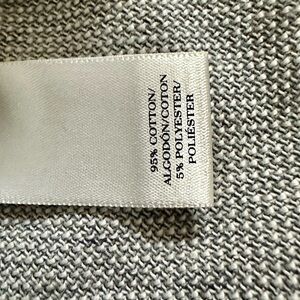 95% COTTON/
ALGODÓN/COTON
5% POLYESTER/
POLIÉSTER